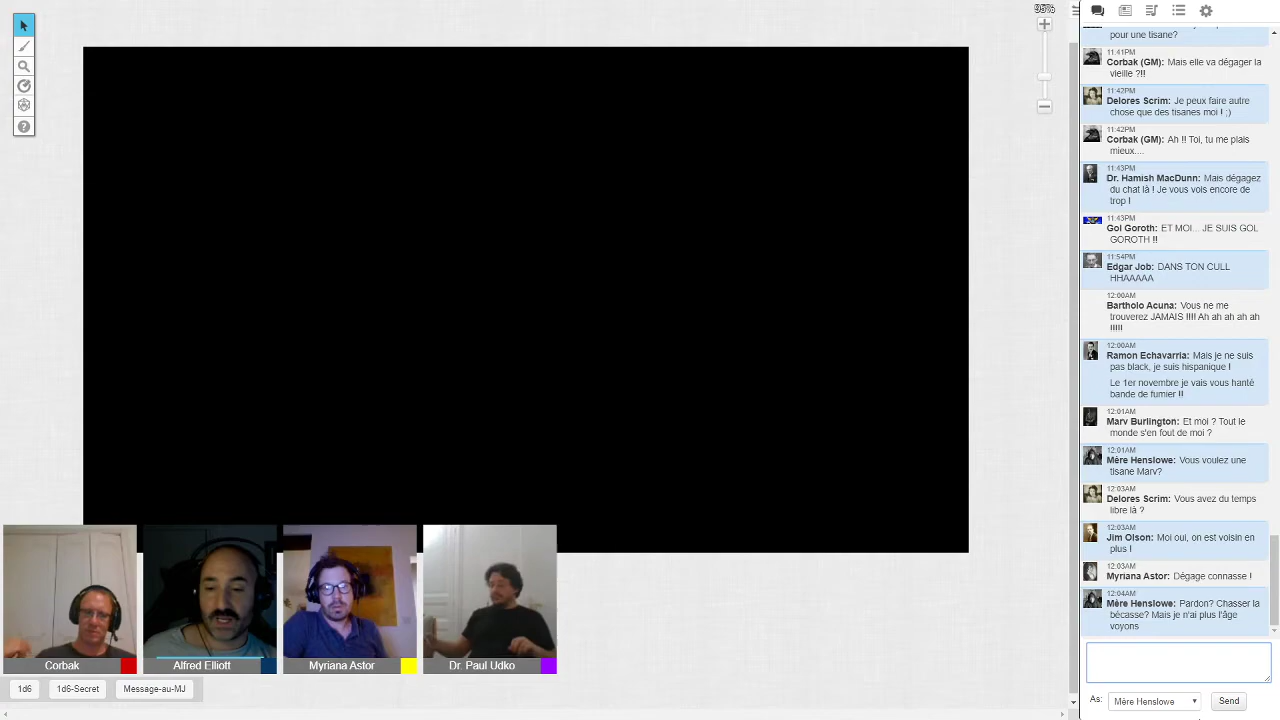 95%
pour une tisane?
11:41PM
Corbak (GM): Mais elle va dégager la
vieille ?!!
11:42PM
Delores Scrim: Je peux faire autre
chose que des tisanes moi ! ;)
11:42PM
Corbak (GM): Ah !! Toi, tu me plais
mieux....
11:43PM
Dr. Hamish MacDunn: Mais dégagez
du chat là ! Je vous vois encore de
trop !
11:43PM
Gol Goroth: ET MOI... JE SUIS GOL
GOROTH !!
11:54PM
Edgar Job: DANS TON CULL
HHAAAAA
12:00AM
Bartholo Acuna: Vous ne me
trouverez JAMAIS !!!! Ah ah ah ah ah
!!!!!
12:00AM
Ramon Echavarria: Mais je ne suis
pas black, je suis hispanique !
Le 1er novembre je vais vous hanté
bande de fumier !!
12:01AM
Marv Burlington: Et moi ? Tout le
monde s'en fout de moi ?
12:01AM
Mère Henslowe: Vous voulez une
tisane Marv?
12:03AM
Delores Scrim: Vous avez du temps
libre là ?
12:03AM
Jim Olson: Moi oui, on est voisin en
plus !
12:03AM
Myriana Astor: Dégage connasse !
12:04AM
Mère Henslowe: Pardon? Chasser la
bécasse? Mais je n'ai plus l'âge
voyons
Corbak
Alfred Elliott
Myriana Astor
Dr. Paul Udko
1d6
1d6-Secret
Message-au-MJ
As:
Mère Henslowe
Send